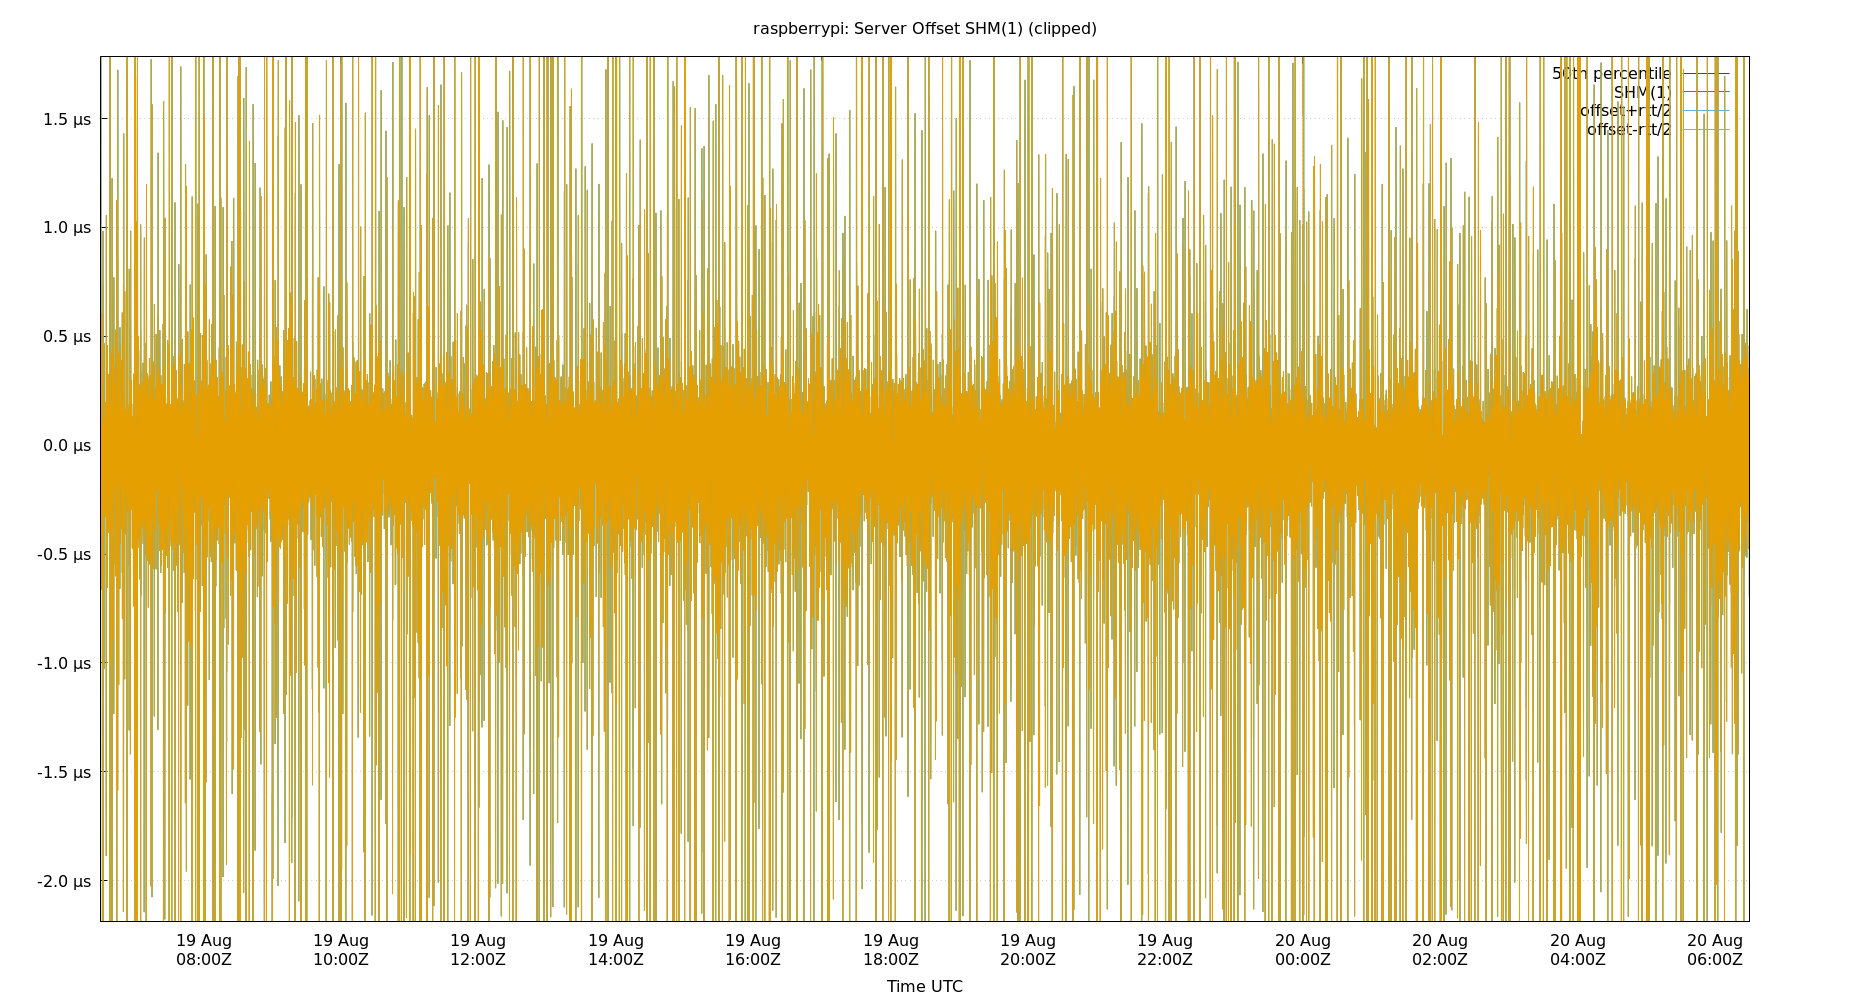 raspberrypi: Server Offset SHM(1) (clipped)
50th percentile
SHM(1)
offset+rtt/2
offset-rtt/2
1.5 µs
1.0 µs
0.5 µs
0.0 µs
-0.5 µs
-1.0 µs
-1.5 µs
-2.0 µs
19 Aug 19 Aug 19 Aug 19 Aug 19 Aug 19 Aug 19 Aug 19 Aug 20 Aug 20 Aug 20 Aug 20 Aug
08:00Z 10:00Z 12:00Z 14:00Z 16:00Z 18:00Z 20:00Z 22:00Z 00:00Z 02:00Z 04:00Z 06:00Z
Time UTC